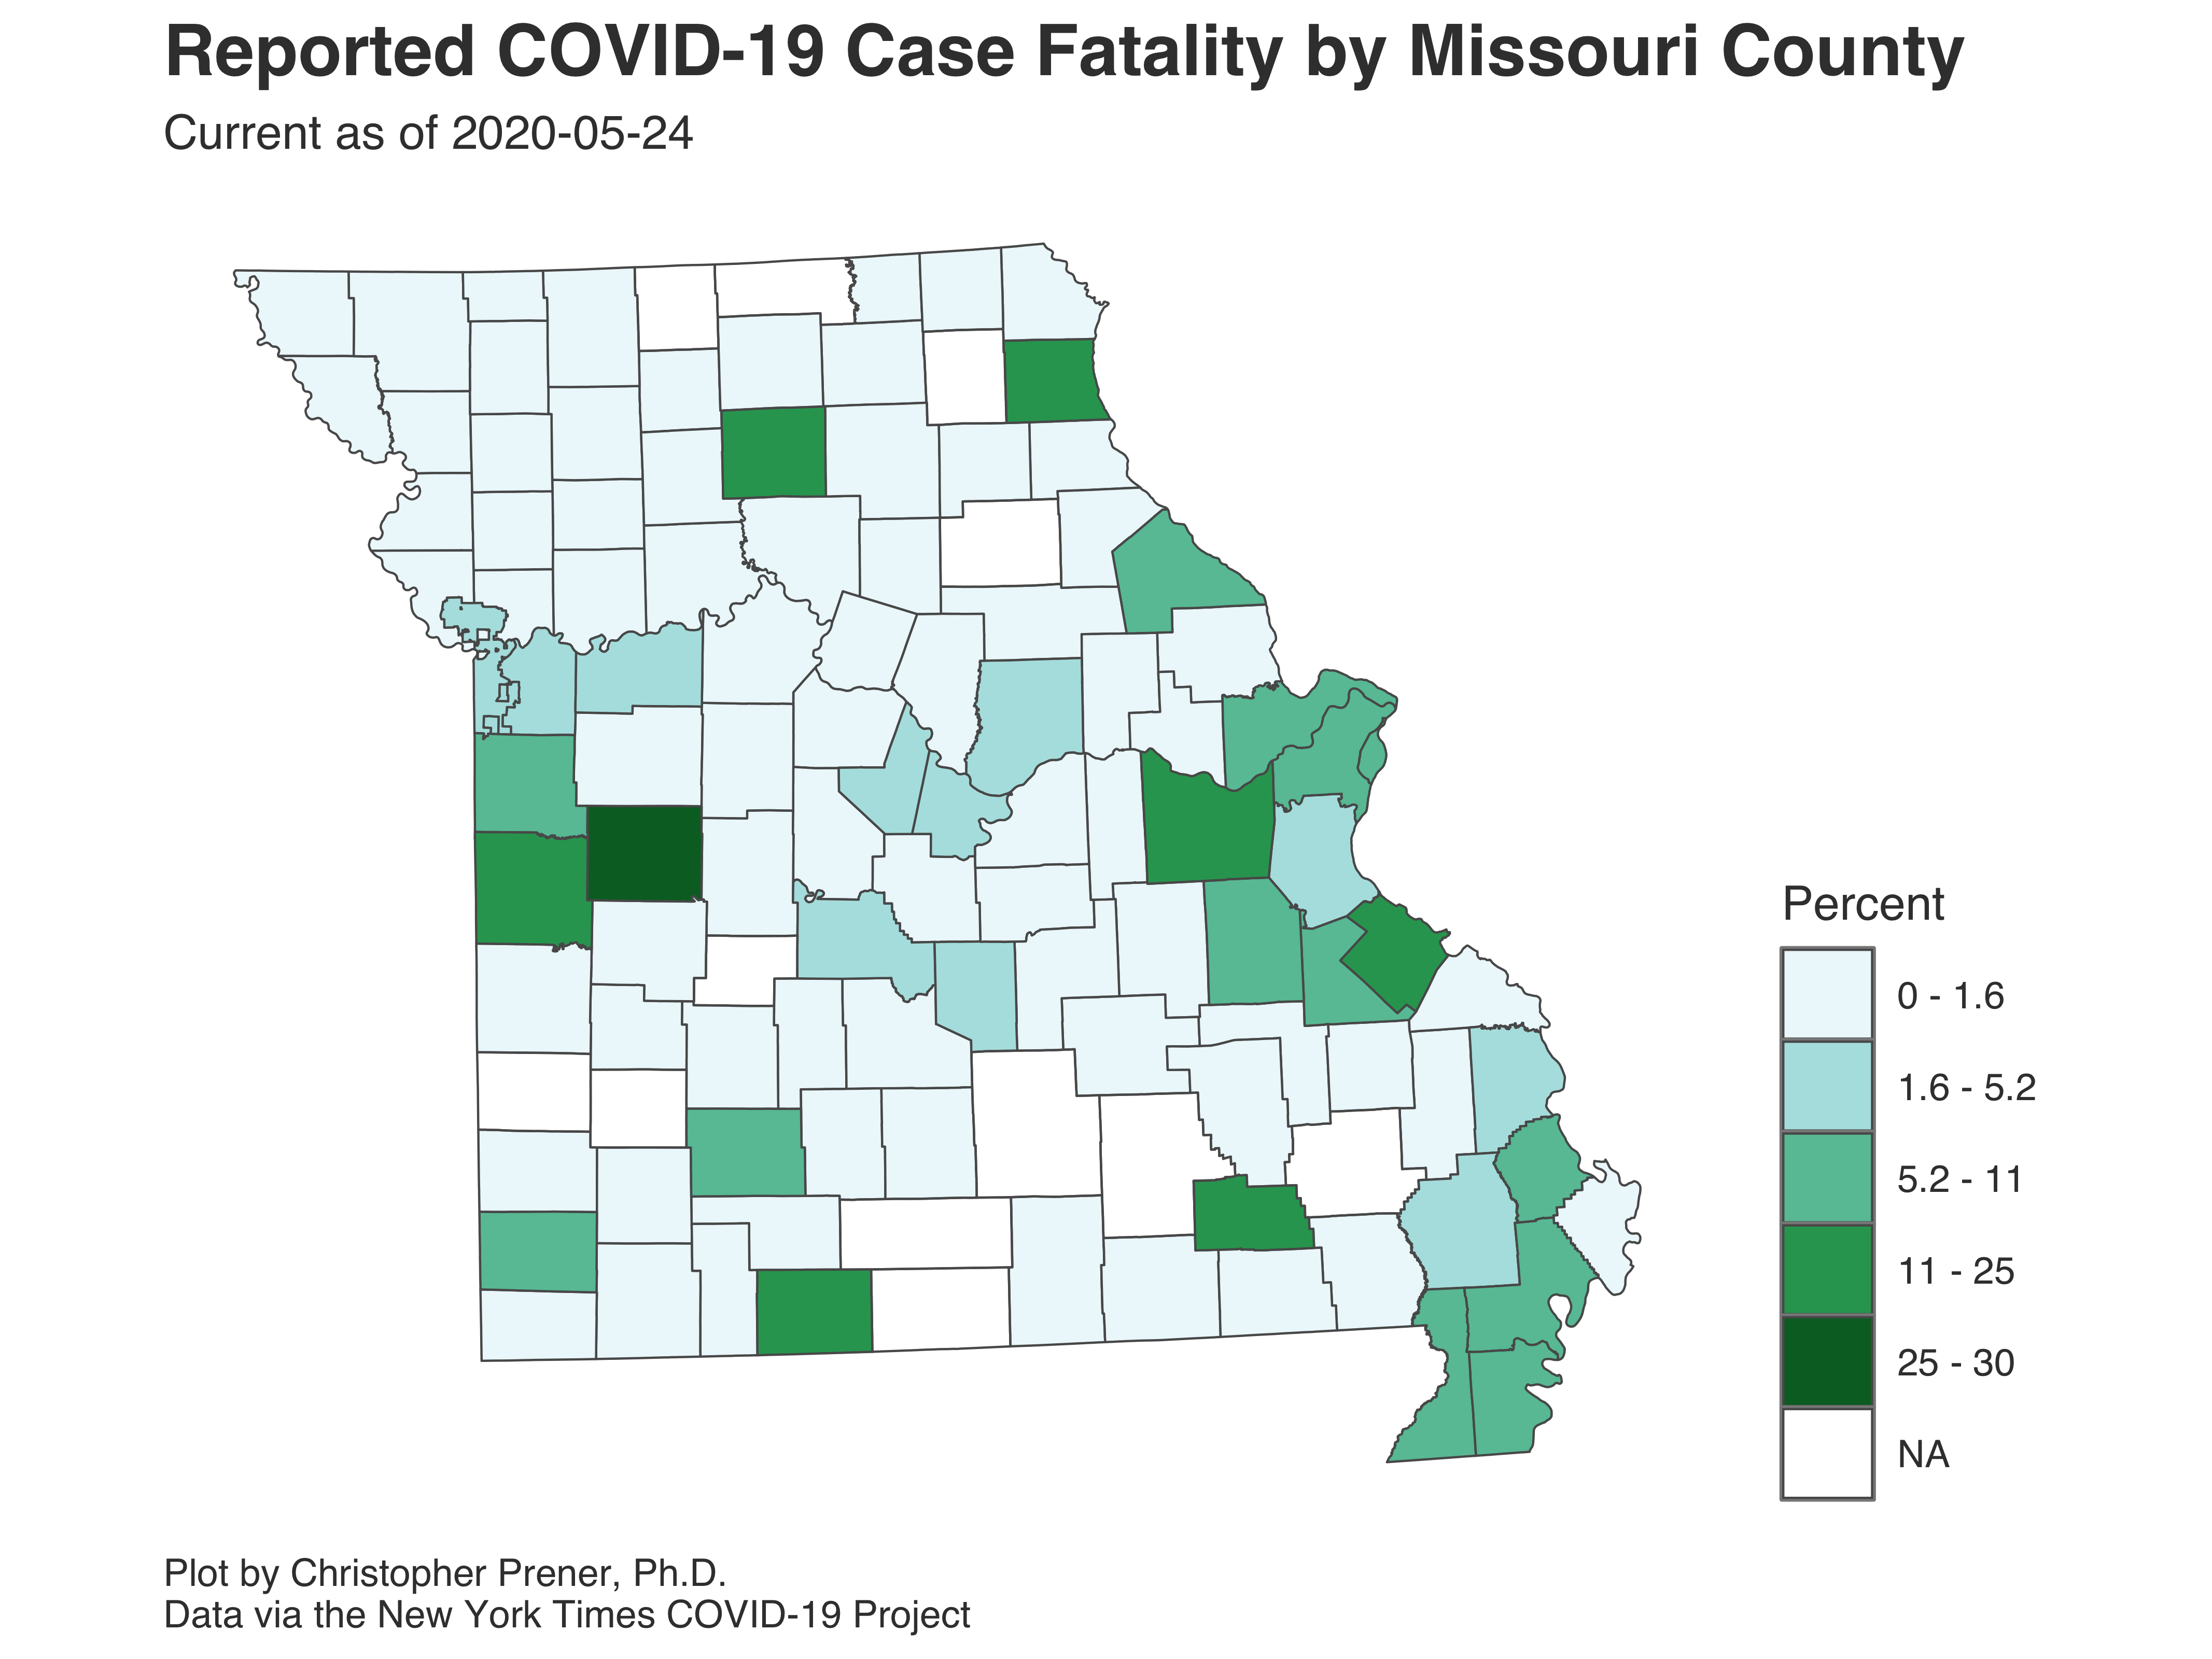 Reported COVID-19 Case Fatality by Missouri County
Current as of 2020-05-24
Percent
0 - 1.6
1.6 - 5.2
5.2 - 11
11 - 25
25 - 30
NA
Plot by Christopher Prener, Ph.D.
Data via the New York Times COVID-19 Project